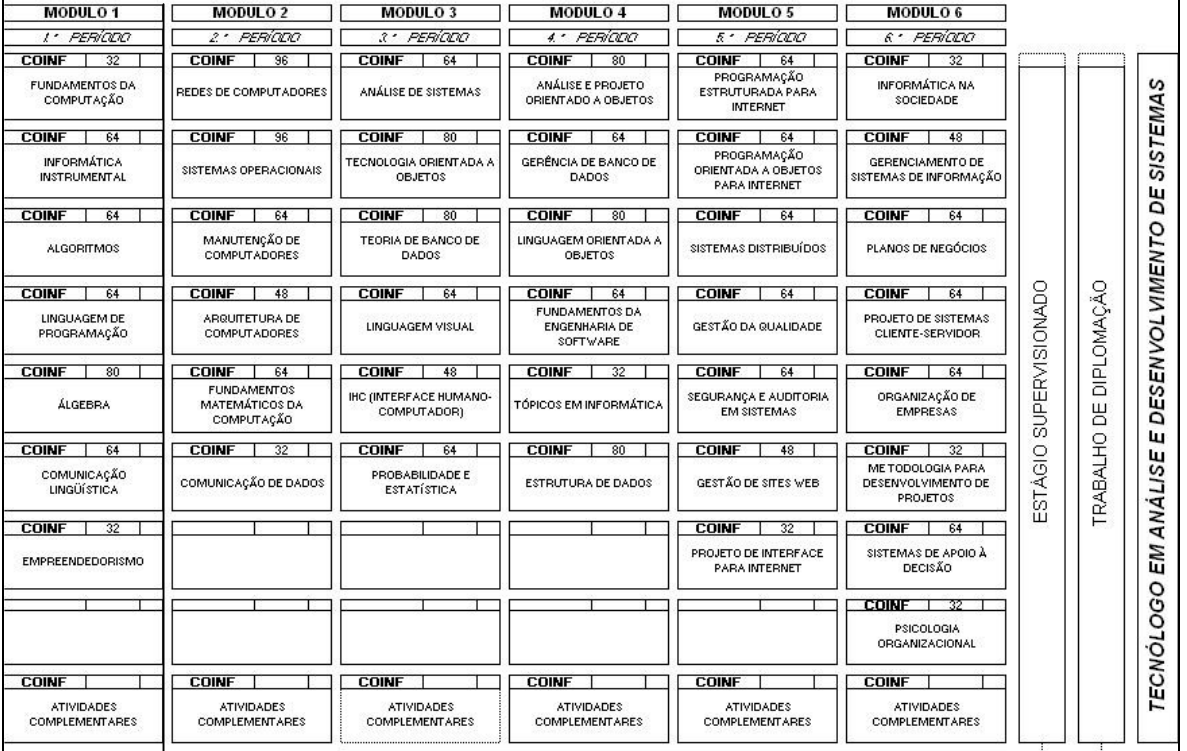 MODULO 1 MODULO 2 MODULO 3 MODULO 4 MODULO 5 MODULO 6
1.º PERÍODO 2.º PERÍODO 3.º PERÍODO 4.º PERÍODO 5.º PERÍODO 6.º PERÍODO
COINF 32 COINF 96 COINF 64 COINF 80 COINF 64 COINF 32
FUNDAMENTOS DA COMPUTAÇÃO
REDES DE COMPUTADORES
ANÁLISE DE SISTEMAS
ANÁLISE E PROJETO ORIENTADO A OBJETOS
PROGRAMAÇÃO ESTRUTURADA PARA INTERNET
INFORMÁTICA NA SOCIEDADE
COINF 64 COINF 96 COINF 80 COINF 64 COINF 64 COINF 48
INFORMÁTICA INSTRUMENTAL
SISTEMAS OPERACIONAIS
TECNOLOGIA ORIENTADA A OBJETOS
GERÊNCIA DE BANCO DE DADOS
PROGRAMAÇÃO ORIENTADA A OBJETOS PARA INTERNET
GERENCIAMENTO DE SISTEMAS DE INFORMAÇÃO
COINF 64 COINF 64 COINF 80 COINF 80 COINF 64 COINF 64
ALGORITMOS
MANUTENÇÃO DE COMPUTADORES
TEORIA DE BANCO DE DADOS
LINGUAGEM ORIENTADA A OBJETOS
SISTEMAS DISTRIBUÍDOS
PLANOS DE NEGÓCIOS
COINF 64 COINF 48 COINF 64 COINF 64 COINF 64 COINF 64
LINGUAGEM DE PROGRAMAÇÃO
ARQUITETURA DE COMPUTADORES
LINGUAGEM VISUAL
FUNDAMENTOS DA ENGENHARIA DE SOFTWARE
GESTÃO DA QUALIDADE
PROJETO DE SISTEMAS CLIENTE-SERVIDOR
COINF 80 COINF 64 COINF 48 COINF 32 COINF 64 COINF 64
ÁLGEBRA
FUNDAMENTOS MATEMÁTICOS DA COMPUTAÇÃO
IHC (INTERFACE HUMANO-COMPUTADOR)
TÓPICOS EM INFORMÁTICA
SEGURANÇA E AUDITORIA EM SISTEMAS
ORGANIZAÇÃO DE EMPRESAS
COINF 64 COINF 32 COINF 64 COINF 80 COINF 48 COINF 32
COMUNICAÇÃO LINGÜÍSTICA
COMUNICAÇÃO DE DADOS
PROBABILIDADE E ESTATÍSTICA
ESTRUTURA DE DADOS
GESTÃO DE SITES WEB
METODOLOGIA PARA DESENVOLVIMENTO DE PROJETOS
COINF 32 COINF 32 COINF 64
EMPREENDEDORISMO
PROJETO DE INTERFACE PARA INTERNET
SISTEMAS DE APOIO À DECISÃO
COINF 32
PSICOLOGIA ORGANIZACIONAL
COINF COINF COINF COINF COINF COINF
ATIVIDADES COMPLEMENTARES
ATIVIDADES COMPLEMENTARES
ATIVIDADES COMPLEMENTARES
ATIVIDADES COMPLEMENTARES
ATIVIDADES COMPLEMENTARES
ATIVIDADES COMPLEMENTARES
ESTÁGIO SUPERVISIONADO
TRABALHO DE DIPLOMAÇÃO
TECNÓLOGO EM ANÁLISE E DESENVOLVIMENTO DE SISTEMAS